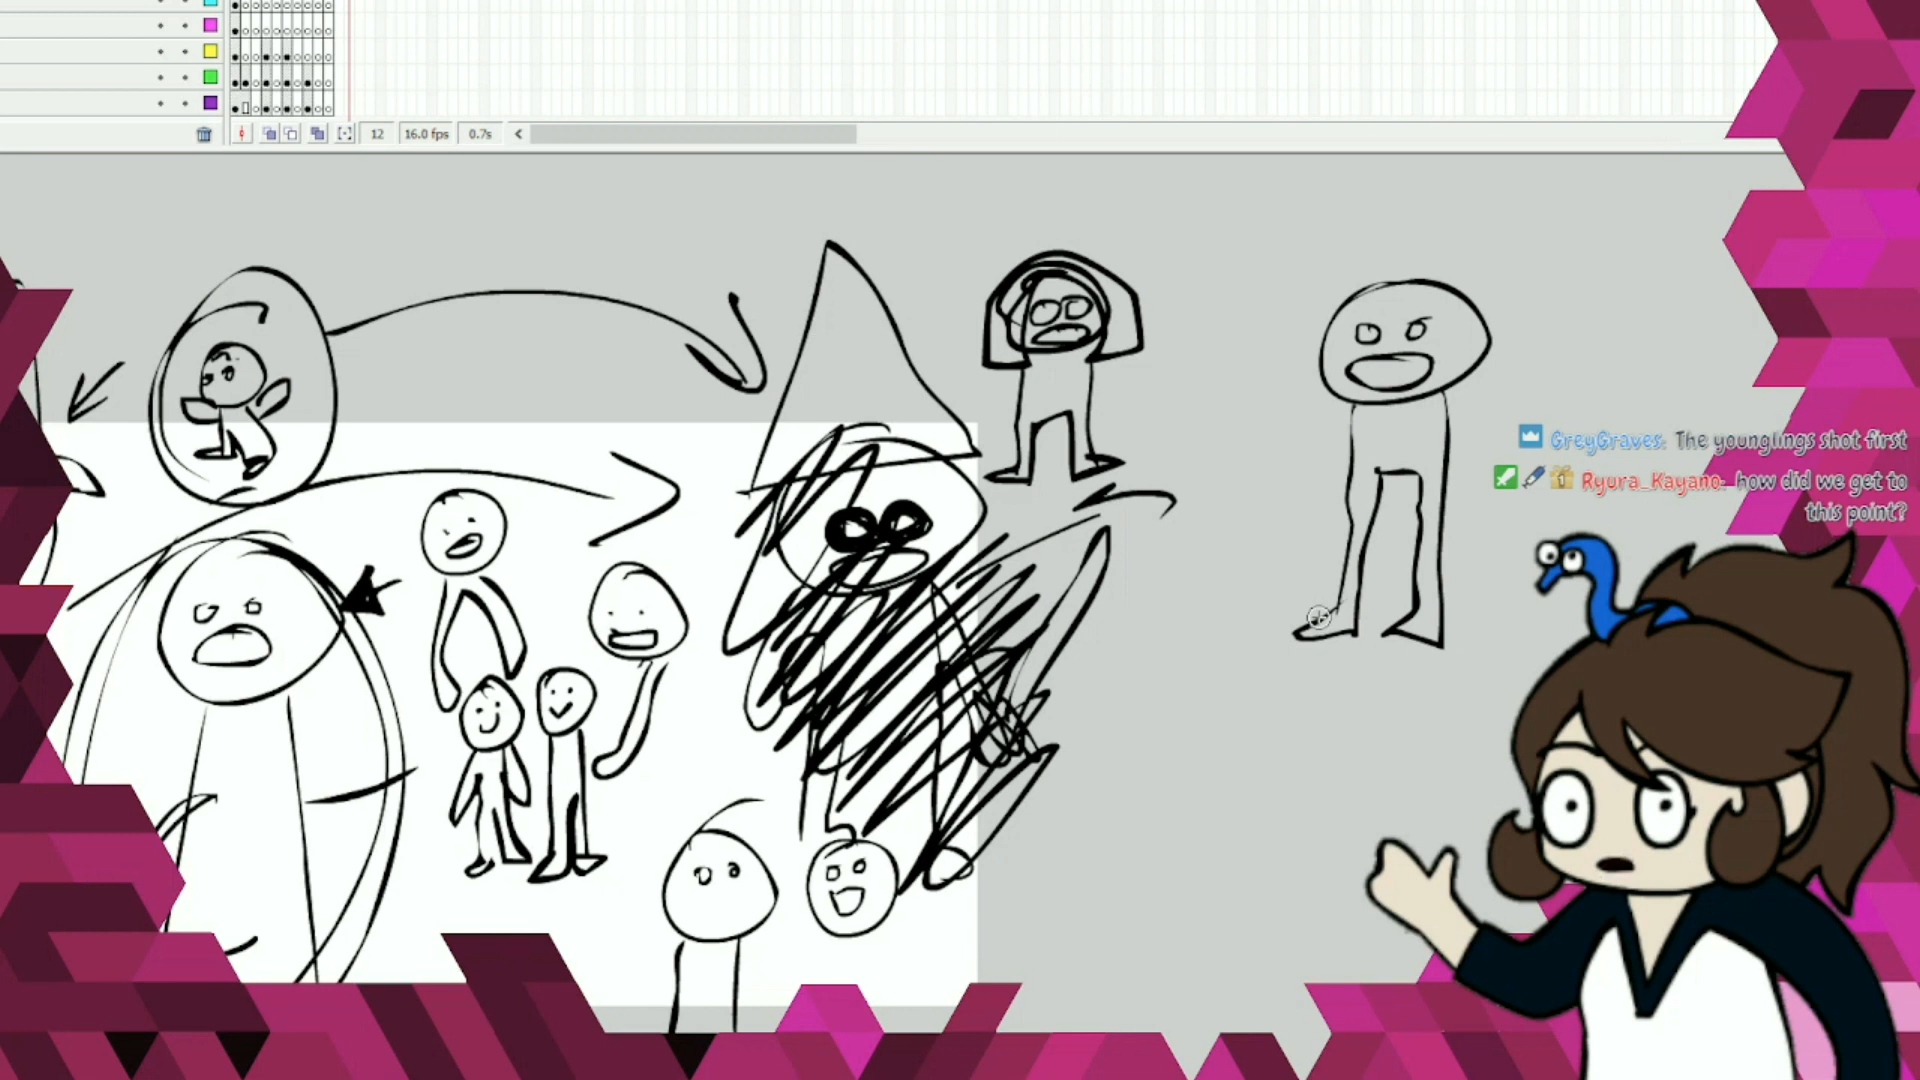 12 16.0 fps 0.7s
GreyGraves: The younglings shot first
Ryura_Kayano: how did we get to
this point?